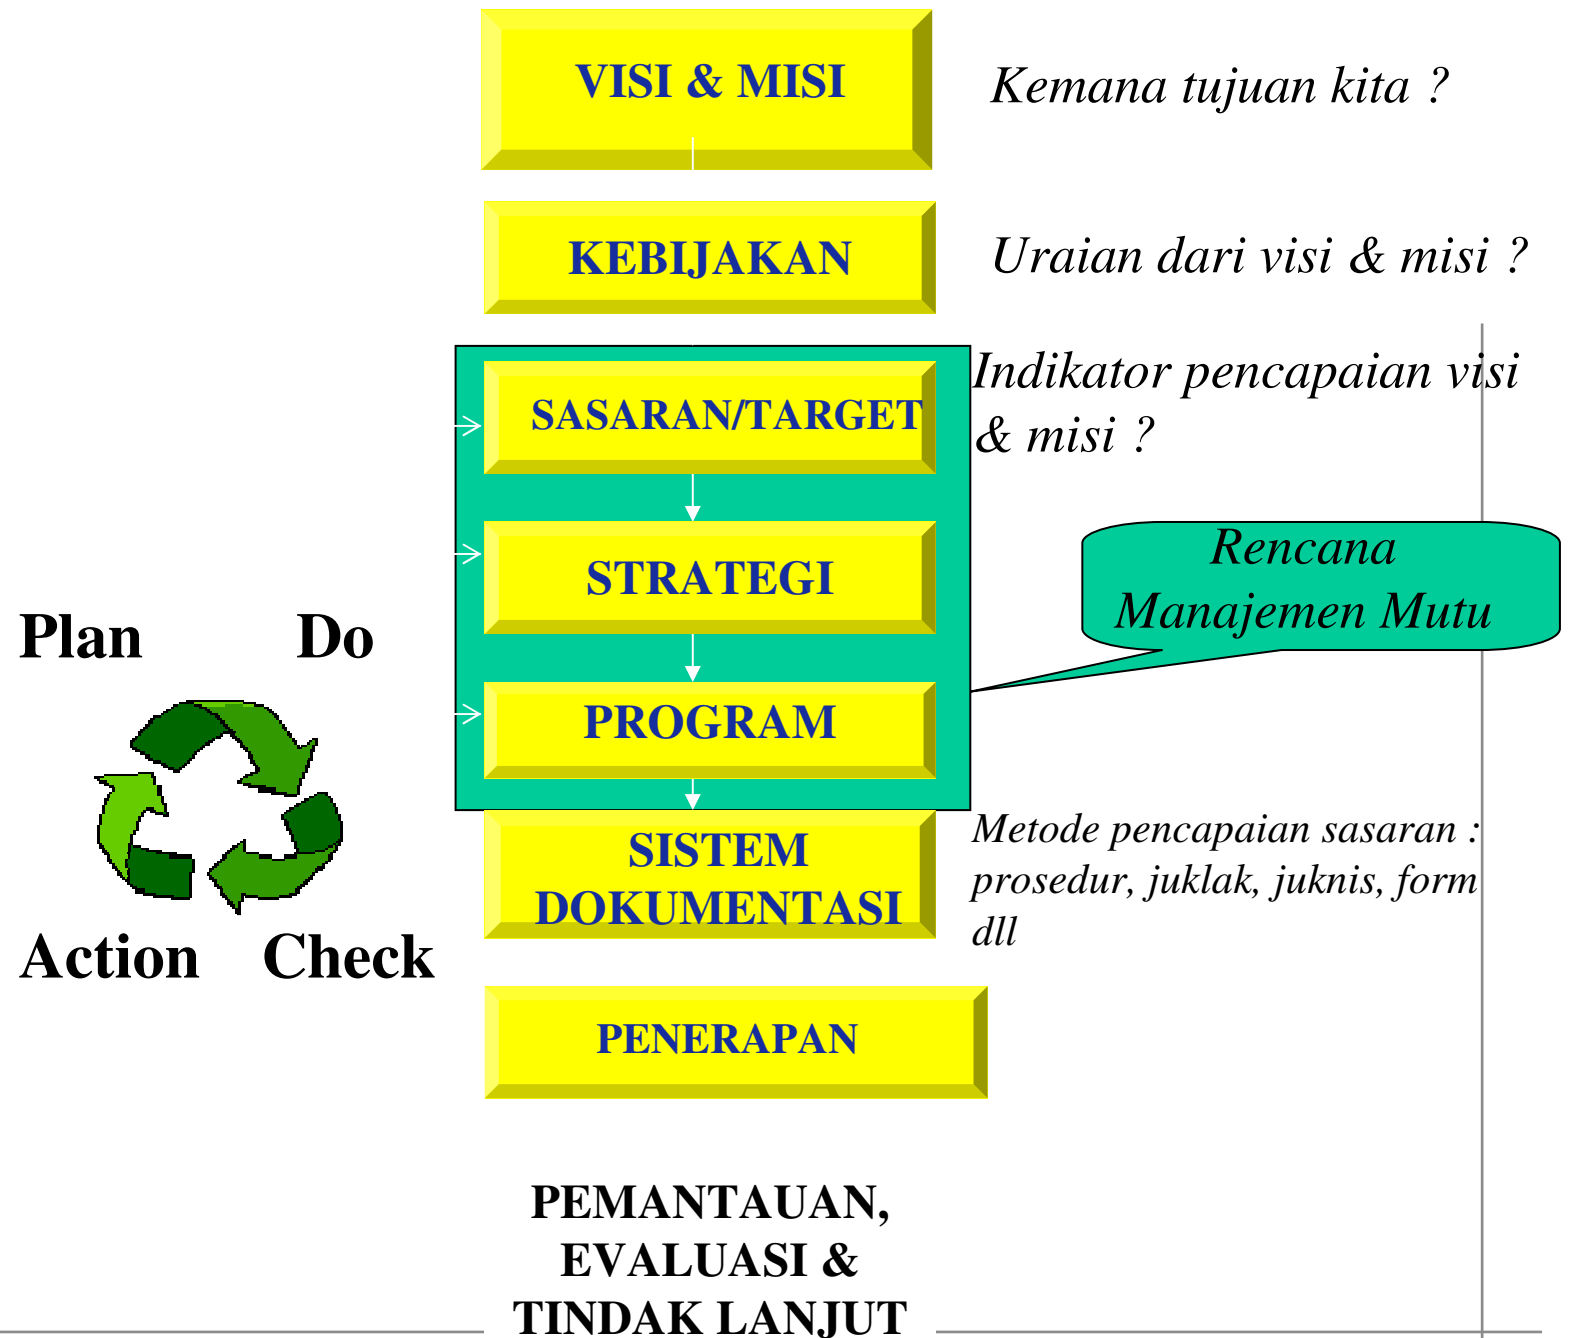 VISI & MISI
Kemana tujuan kita ?
KEBIJAKAN
Uraian dari visi & misi ?
SASARAN/TARGET
Indikator pencapaian visi
& misi ?
STRATEGI
Rencana
Manajemen Mutu
Plan Do
PROGRAM
Action Check
SISTEM
DOKUMENTASI
Metode pencapaian sasaran :
prosedur, juklak, juknis, form
dll
PENERAPAN
PEMANTAUAN,
EVALUASI &
TINDAK LANJUT